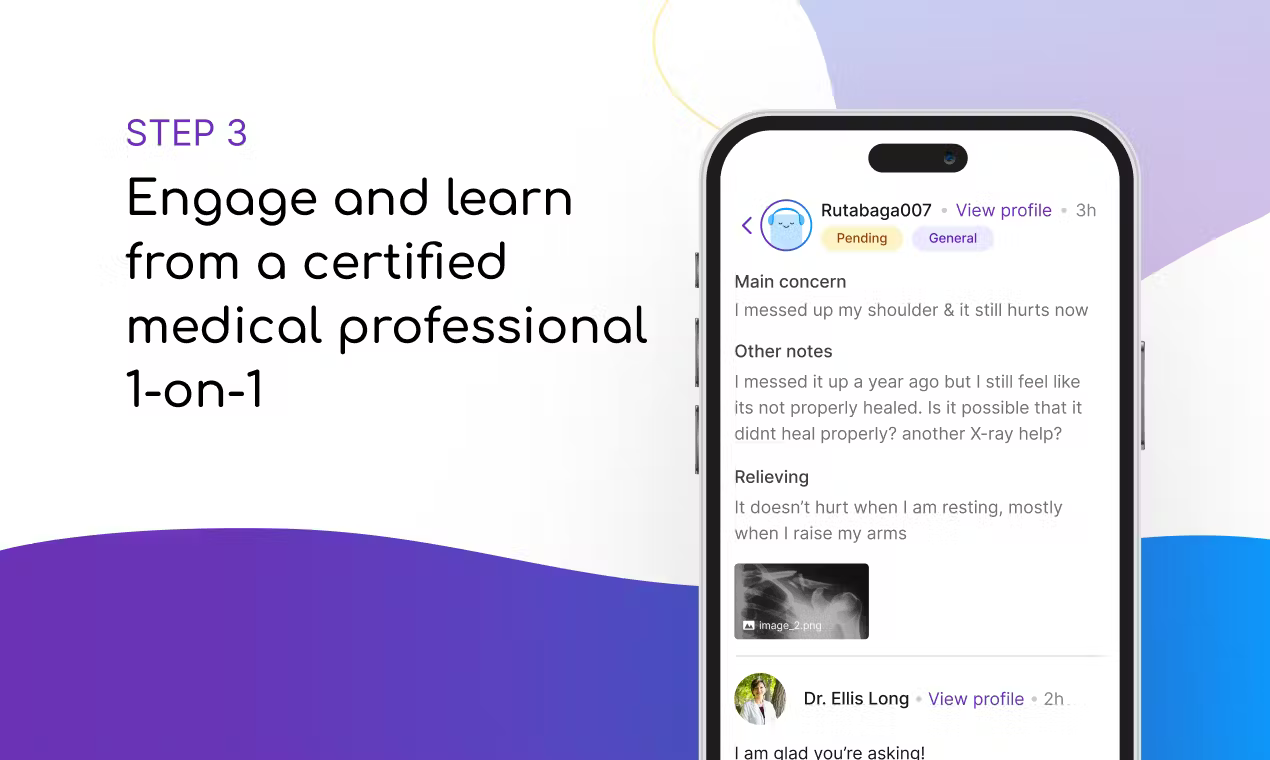 STEP 3
Engage and learn
from a certified
medical professional
1-on-1
Rutabaga007 • View profile • 3h
Pending General
Main concern
I messed up my shoulder & it still hurts now
Other notes
I messed it up a year ago but I still feel like
its not properly healed. Is it possible that it
didnt heal properly? another X-ray help?
Relieving
It doesn’t hurt when I am resting, mostly
when I raise my arms
image_2.png
Dr. Ellis Long • View profile • 2h
I am glad you’re asking!